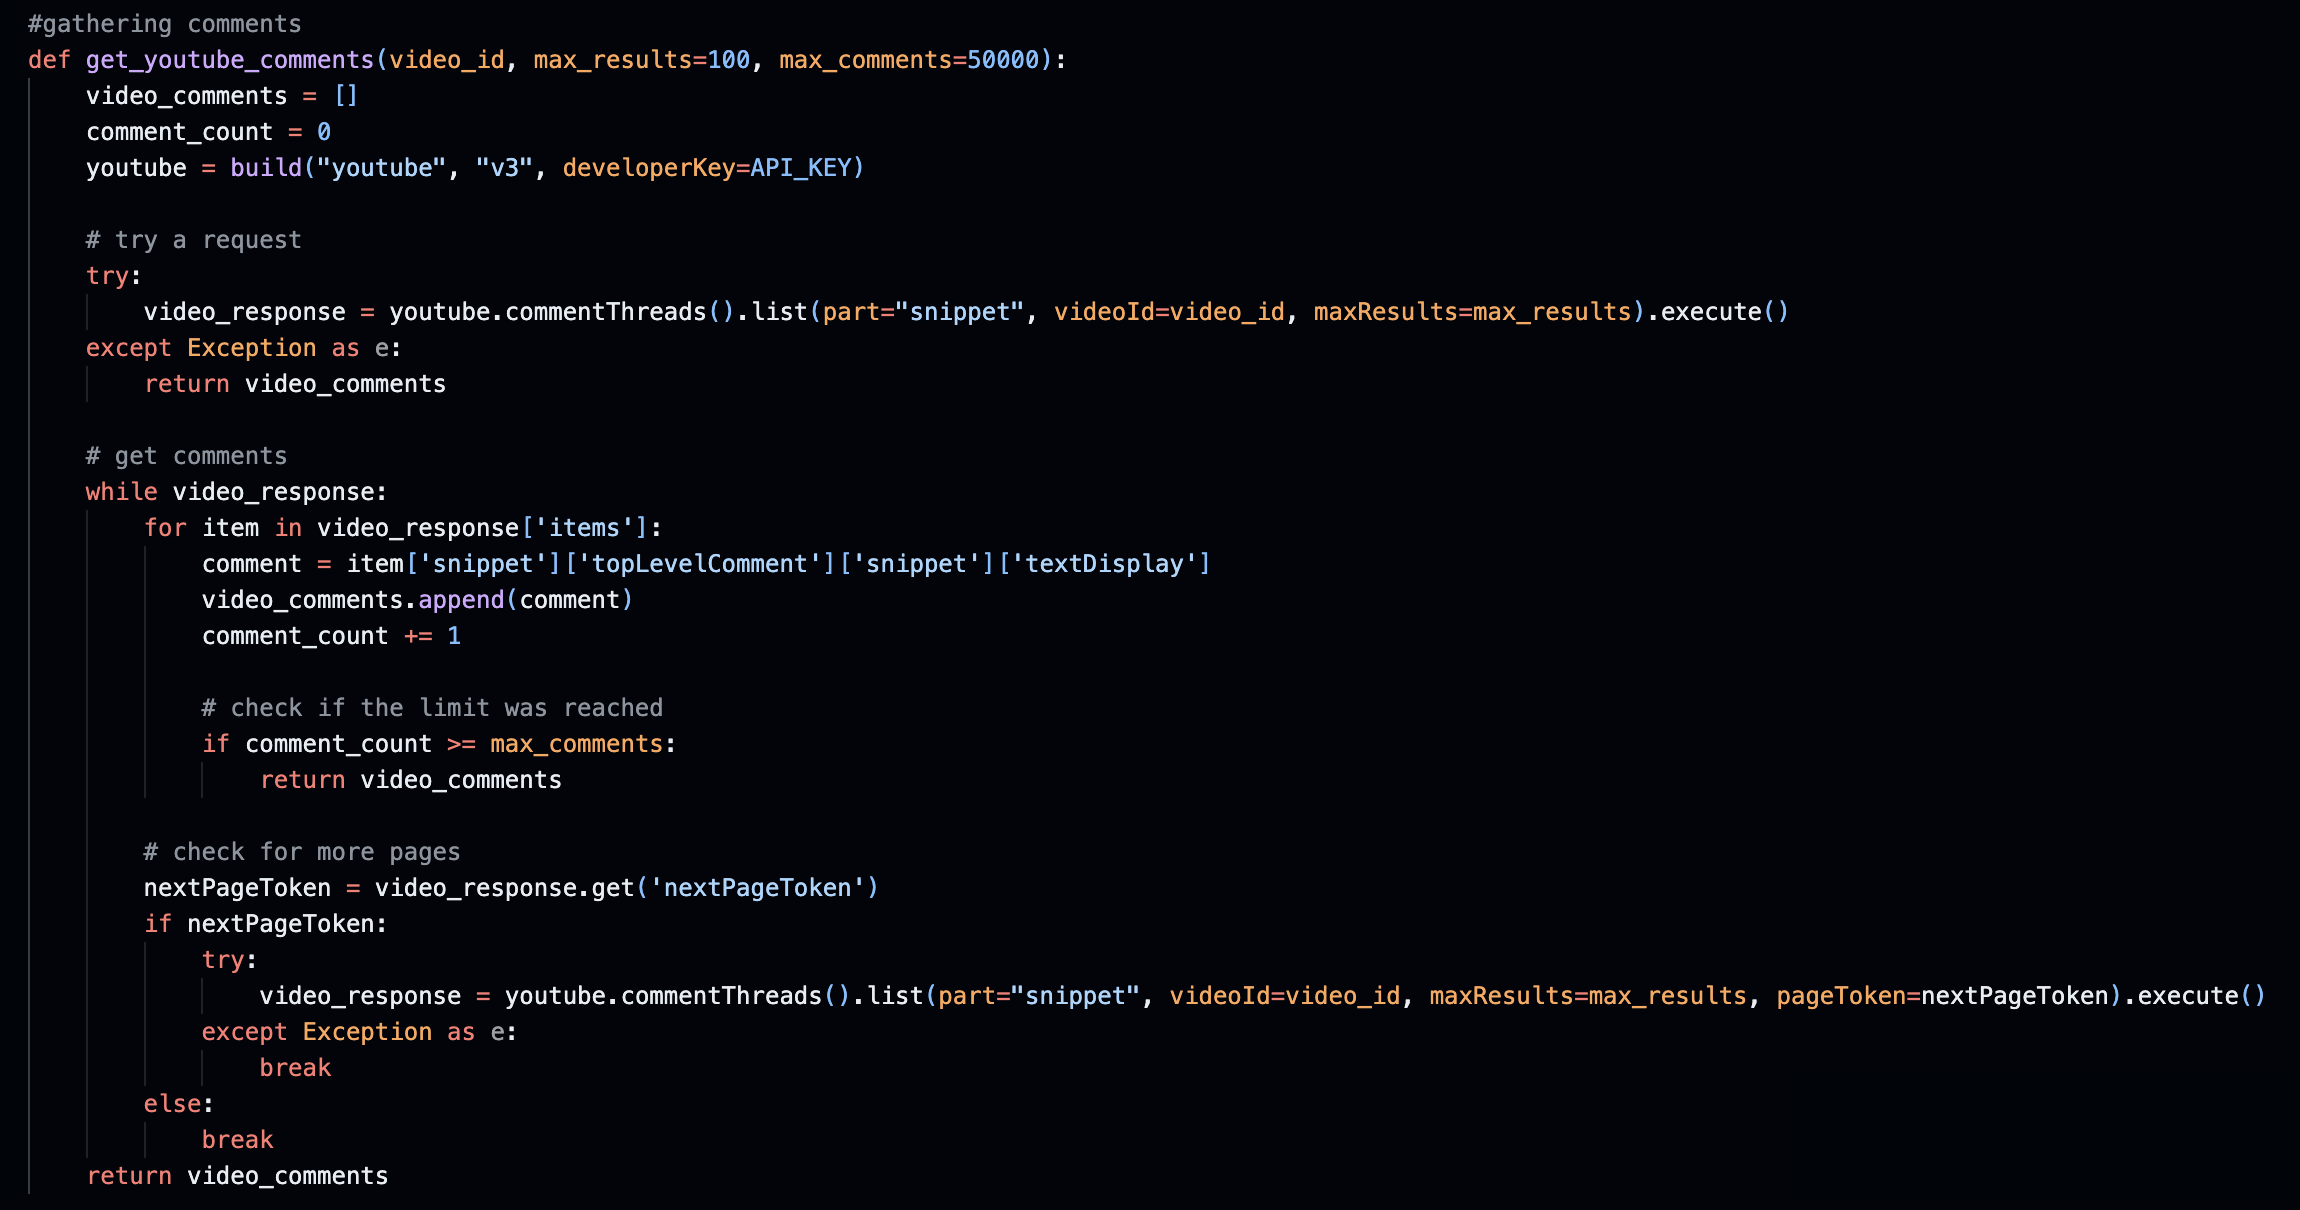 #gathering comments
def get_youtube_comments(video_id, max_results=100, max_comments=50000):
    video_comments = []
    comment_count = 0
    youtube = build("youtube", "v3", developerKey=API_KEY)

    # try a request
    try:
        video_response = youtube.commentThreads().list(part="snippet", videoId=video_id, maxResults=max_results).execute()
    except Exception as e:
        return video_comments

    # get comments
    while video_response:
        for item in video_response['items']:
            comment = item['snippet']['topLevelComment']['snippet']['textDisplay']
            video_comments.append(comment)
            comment_count += 1

            # check if the limit was reached
            if comment_count >= max_comments:
                return video_comments

        # check for more pages
        nextPageToken = video_response.get('nextPageToken')
        if nextPageToken:
            try:
                video_response = youtube.commentThreads().list(part="snippet", videoId=video_id, maxResults=max_results, pageToken=nextPageToken).execute()
            except Exception as e:
                break
        else:
            break
    return video_comments